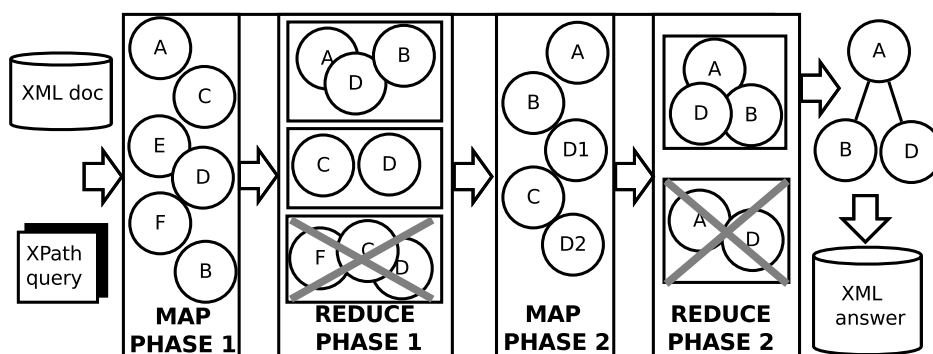 XML doc
XPath
query
A
C
E
D
F
B
MAP
PHASE 1
A
D
B
C
D
F
C
D
REDUCE
PHASE 1
A
B
D1
C
D2
MAP
PHASE 2
A
D
B
A
D
REDUCE
PHASE 2
A
B
D
XML
answer